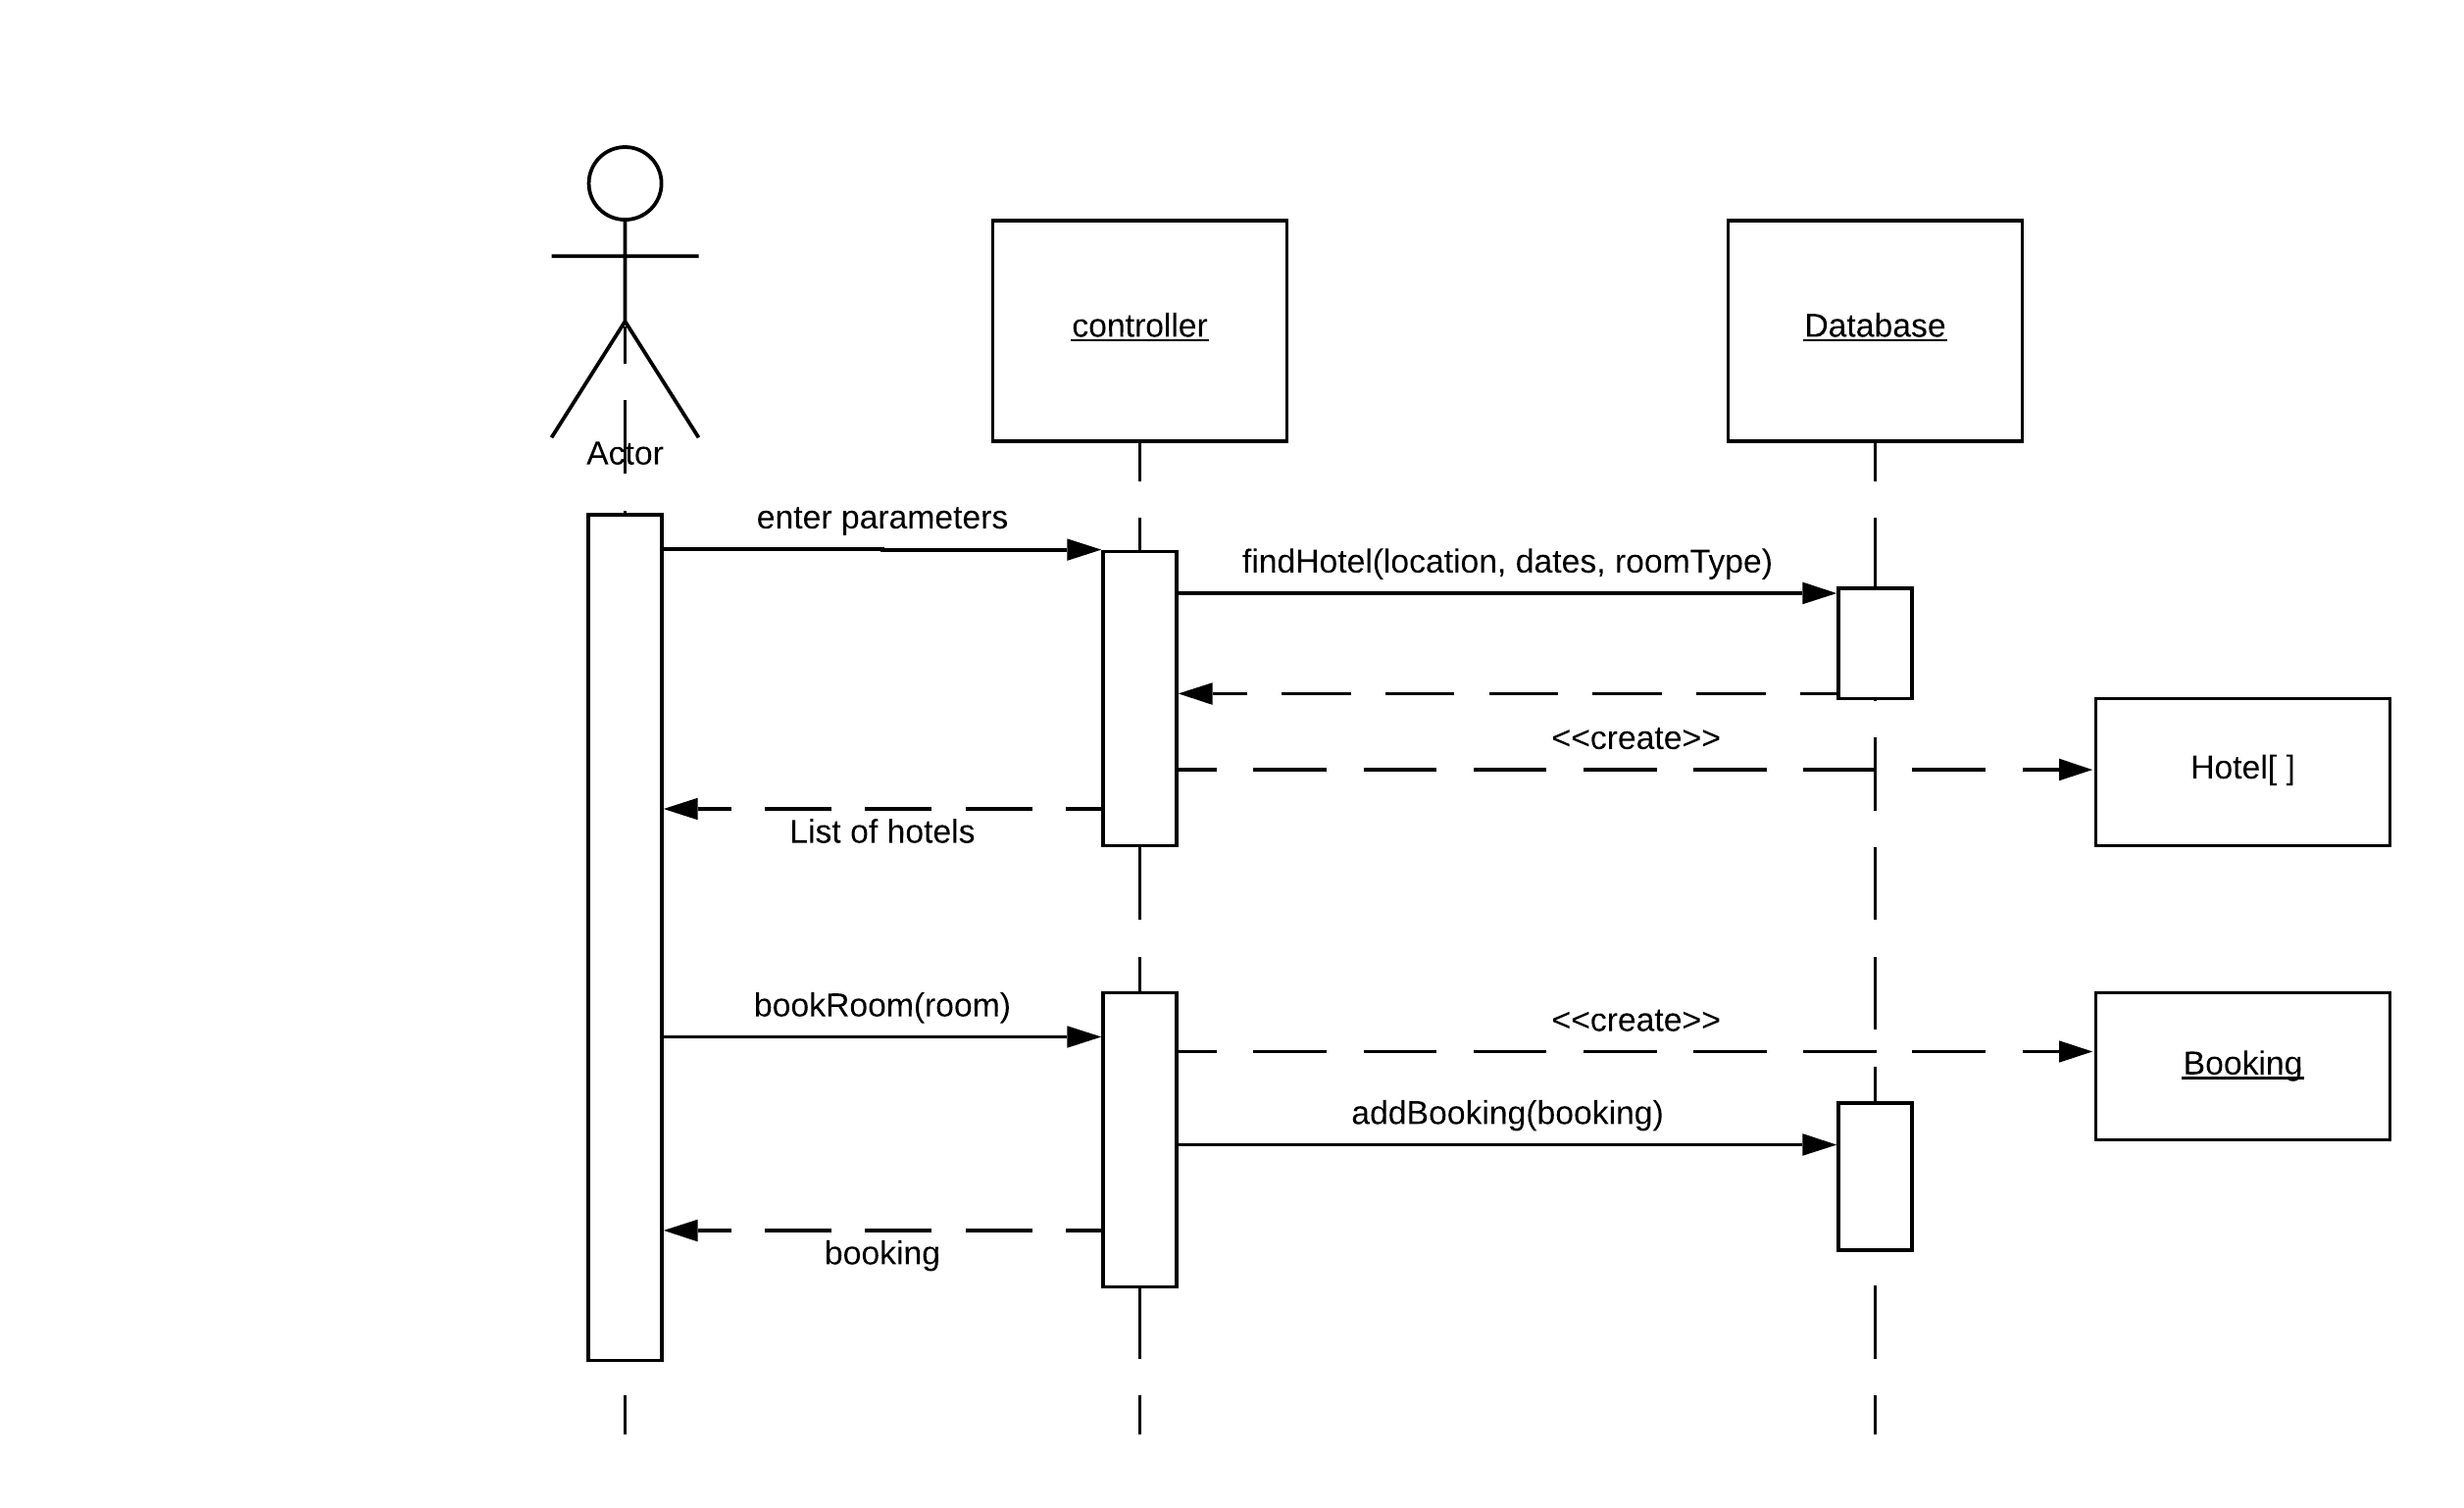 controller
Database
Actor
enter parameters
findHotel(location, dates, roomType)
<<create>>
Hotel[ ]
List of hotels
bookRoom(room)
<<create>>
Booking
addBooking(booking)
booking